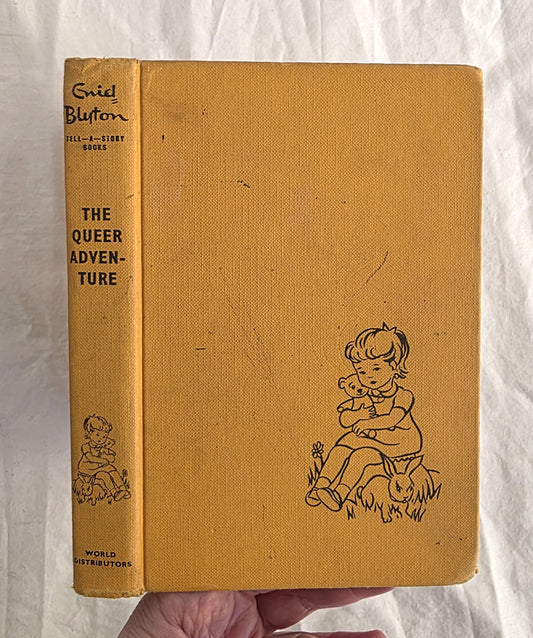 Enid
Blyton
TELL-A-STORY
BOOKS
THE
QUEER
ADVEN-
TURE
WORLD
DISTRIBUTORS